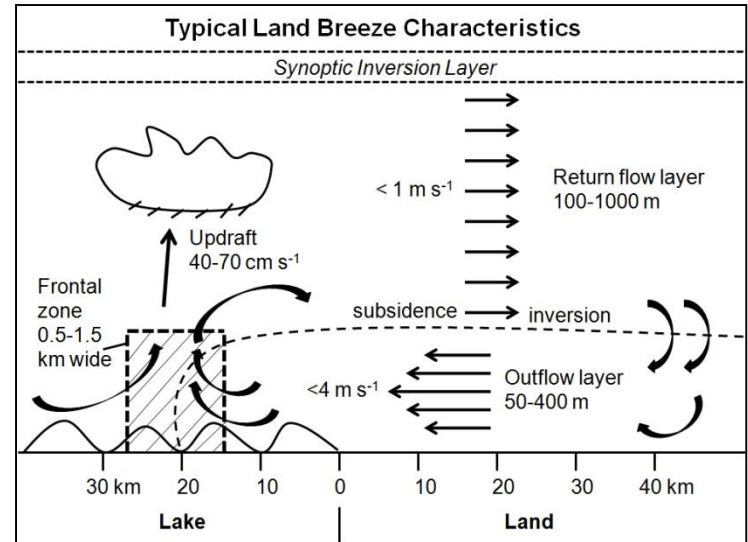 Typical Land Breeze Characteristics
Synoptic Inversion Layer
< 1 m s-1
Return flow layer
100-1000 m
Updraft
40-70 cm s-1
Frontal
zone
0.5-1.5
km wide
subsidence
inversion
<4 m s-1
Outflow layer
50-400 m
30 km 20 10 0 10 20 30 40 km
Lake Land